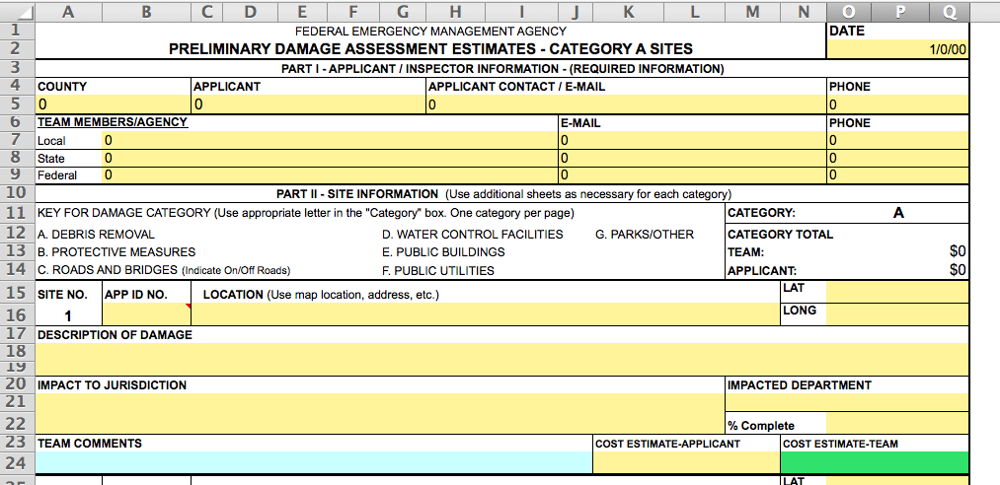 A B C D E F G H I J K L M N O P Q
1 FEDERAL EMERGENCY MANAGEMENT AGENCY DATE
2 PRELIMINARY DAMAGE ASSESSMENT ESTIMATES - CATEGORY A SITES 1/0/00
3 PART I - APPLICANT / INSPECTOR INFORMATION - (REQUIRED INFORMATION)
4 COUNTY APPLICANT APPLICANT CONTACT / E-MAIL PHONE
5 0 0 0 0
6 TEAM MEMBERS/AGENCY E-MAIL PHONE
7 Local 0 0 0
8 State 0 0 0
9 Federal 0 0 0
10 PART II - SITE INFORMATION (Use additional sheets as necessary for each category)
11 KEY FOR DAMAGE CATEGORY (Use appropriate letter in the "Category" box. One category per page) CATEGORY: A
12 A. DEBRIS REMOVAL D. WATER CONTROL FACILITIES G. PARKS/OTHER CATEGORY TOTAL
13 B. PROTECTIVE MEASURES E. PUBLIC BUILDINGS TEAM: $0
14 C. ROADS AND BRIDGES (Indicate On/Off Roads) F. PUBLIC UTILITIES APPLICANT: $0
15 SITE NO. APP ID NO. LOCATION (Use map location, address, etc.) LAT
16 1 LONG
17 DESCRIPTION OF DAMAGE
18
19
20 IMPACT TO JURISDICTION IMPACTED DEPARTMENT
21
22 % Complete
23 TEAM COMMENTS COST ESTIMATE-APPLICANT COST ESTIMATE-TEAM
24
25 LAT